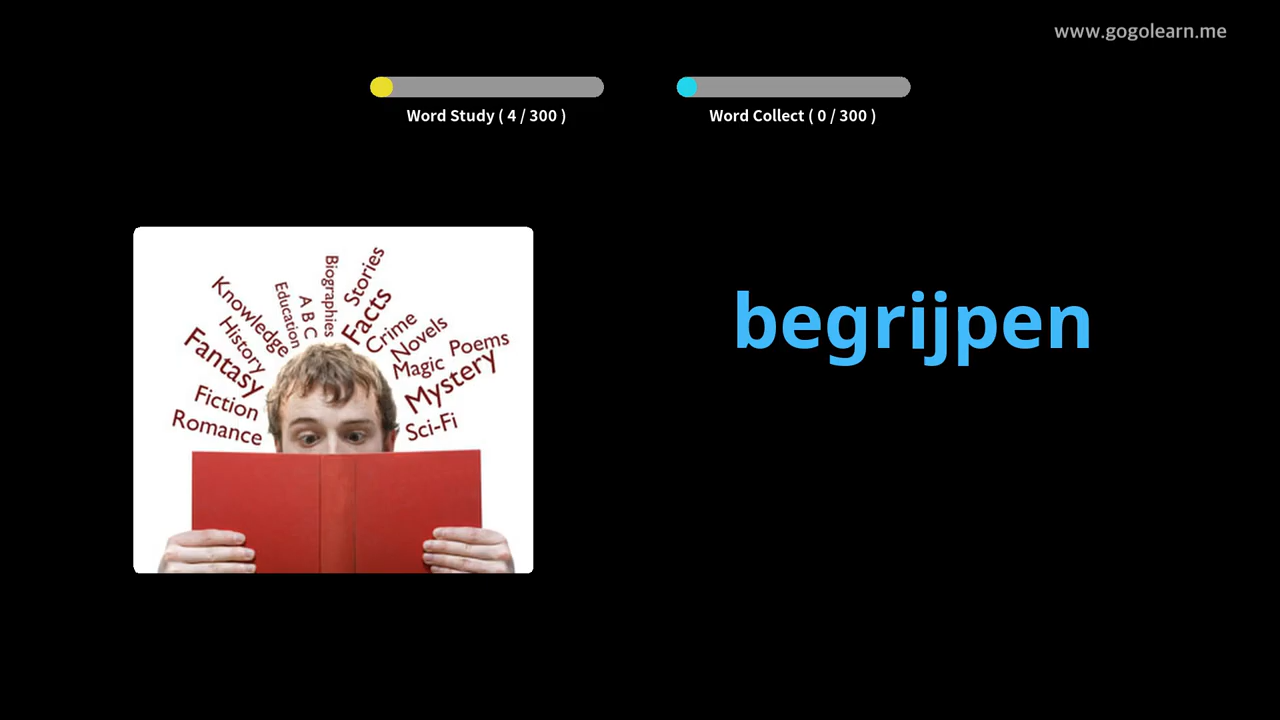 www.gogolearn.me
Word Study ( 4 / 300 )
Word Collect ( 0 / 300 )
begrijpen
Stories
Biographies
Facts
A B C
Education
Knowledge
Crime
Novels
History
Poems
Magic
Fantasy
Mystery
Fiction
Romance
Sci-Fi